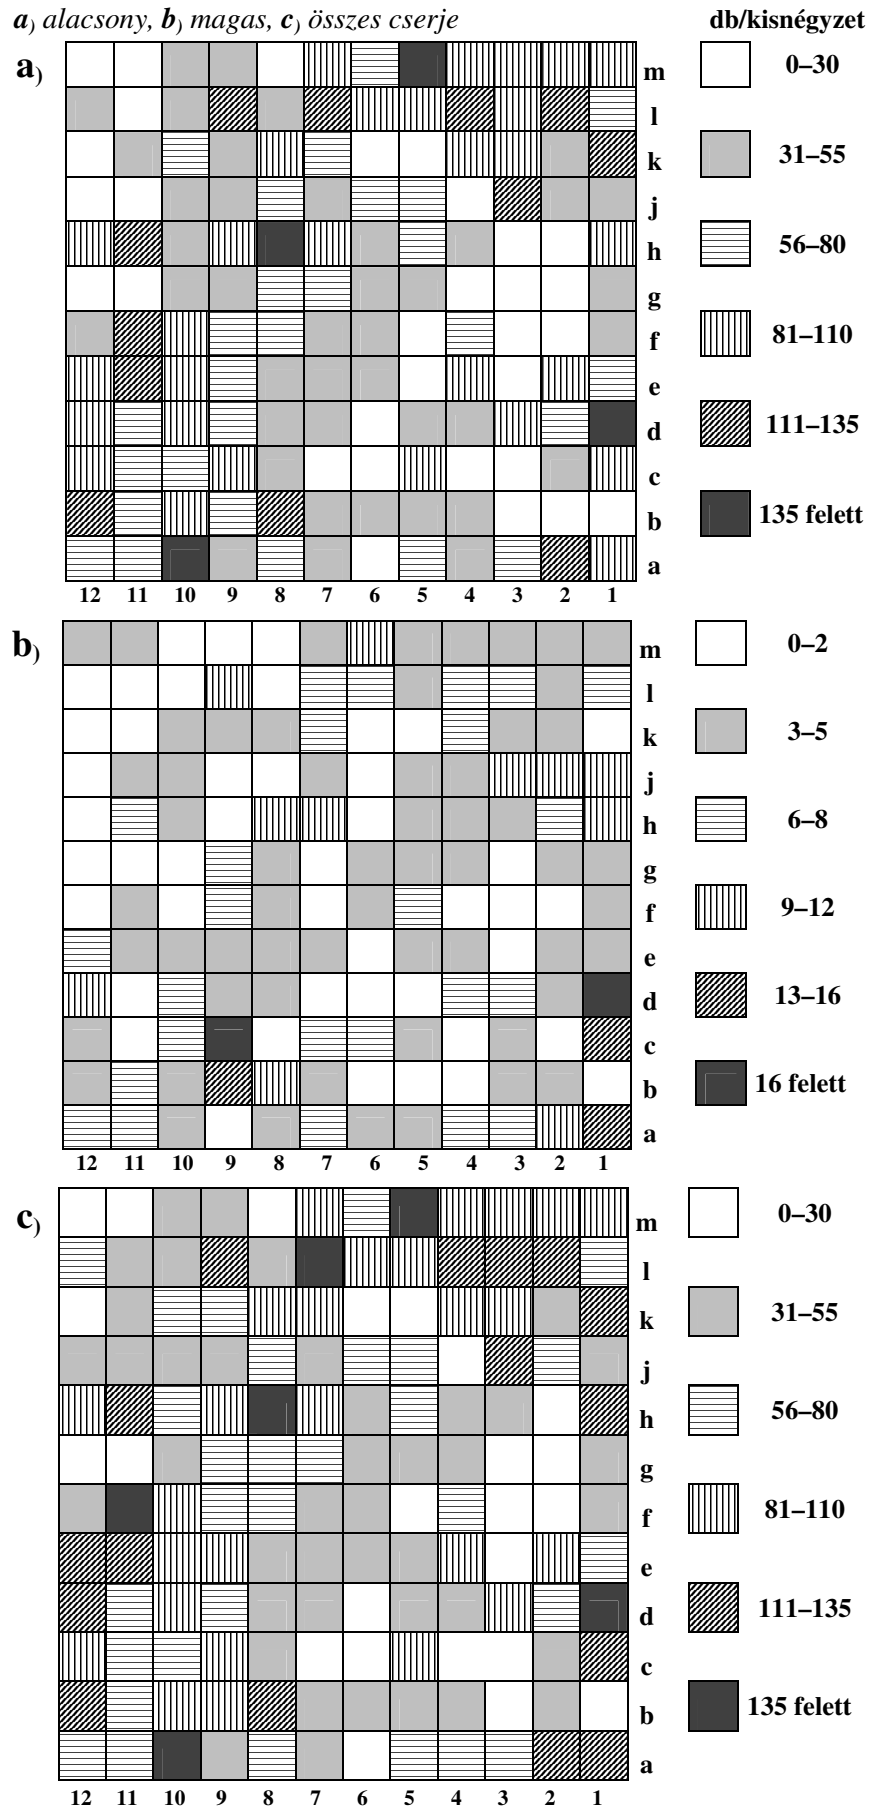 a) alacsony, b) magas, c) összes cserje
db/kisnégyzet
a)
m
l
k
j
h
g
f
e
d
c
b
a
12 11 10 9 8 7 6 5 4 3 2 1
0–30
31–55
56–80
81–110
111–135
135 felett
b)
m
l
k
j
h
g
f
e
d
c
b
a
12 11 10 9 8 7 6 5 4 3 2 1
0–2
3–5
6–8
9–12
13–16
16 felett
c)
m
l
k
j
h
g
f
e
d
c
b
a
12 11 10 9 8 7 6 5 4 3 2 1
0–30
31–55
56–80
81–110
111–135
135 felett